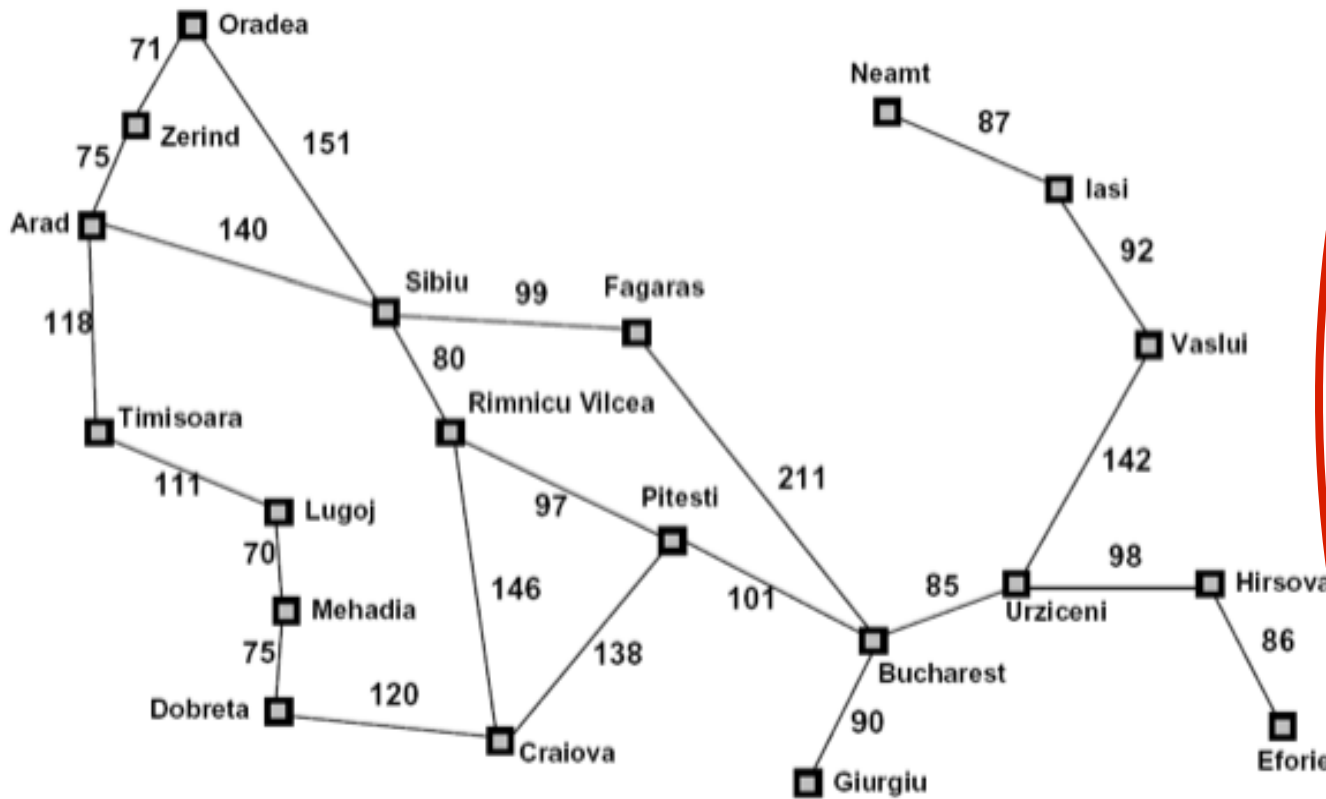 Oradea
71
Neamt
87
Zerind
151
75
Iasi
Arad
140
92
Sibiu
99
Fagaras
118
Vaslui
80
Rimnicu Vilcea
Timisoara
142
111
211
Pitesti
97
Lugoj
70
98
Hirsova
146
101
85
Urziceni
Mehadia
86
75
138
Bucharest
120
Dobreta
90
Craiova
Eforie
Giurgiu